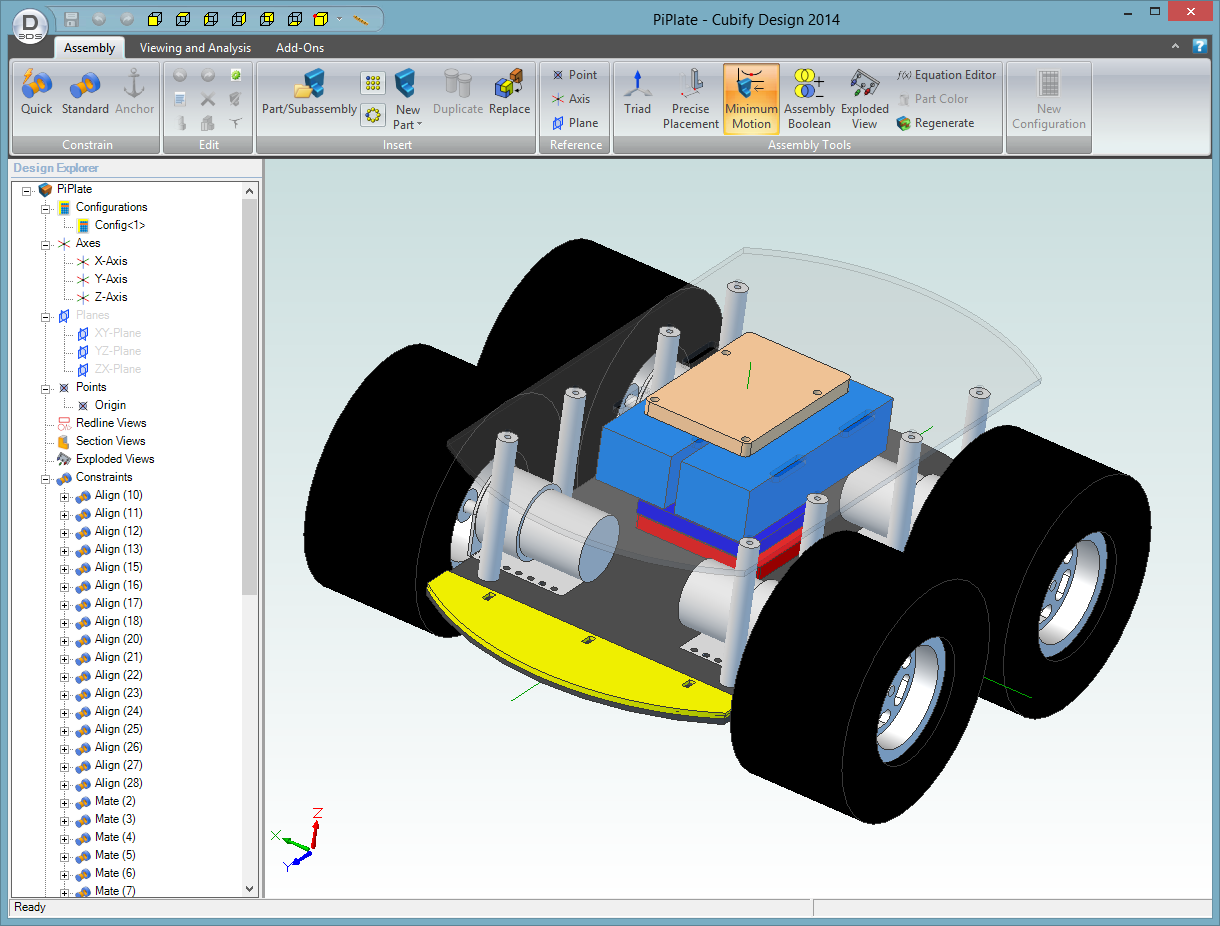 PiPlate - Cubify Design 2014
D
3DS
Assembly
Viewing and Analysis
Add-Ons
?
Quick
Standard
Anchor
Constrain
Edit
Part/Subassembly
New
Part
Duplicate
Replace
Insert
Point
Axis
Plane
Reference
Triad
Precise
Placement
Minimum
Motion
Assembly
Boolean
Exploded
View
f(x) Equation Editor
Part Color
Regenerate
Assembly Tools
New
Configuration
Design Explorer
PiPlate
Configurations
Config<1>
Axes
X-Axis
Y-Axis
Z-Axis
Planes
XY-Plane
YZ-Plane
ZX-Plane
Points
Origin
Redline Views
Section Views
Exploded Views
Constraints
Align (10)
Align (11)
Align (12)
Align (13)
Align (15)
Align (16)
Align (17)
Align (18)
Align (20)
Align (21)
Align (22)
Align (23)
Align (24)
Align (25)
Align (26)
Align (27)
Align (28)
Mate (2)
Mate (3)
Mate (4)
Mate (5)
Mate (6)
Mate (7)
Z
X
Y
Ready